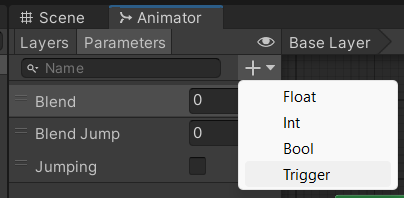 Scene Animator
Layers Parameters Base Layer
Name
Blend 0
Blend Jump 0
Jumping
Float
Int
Bool
Trigger